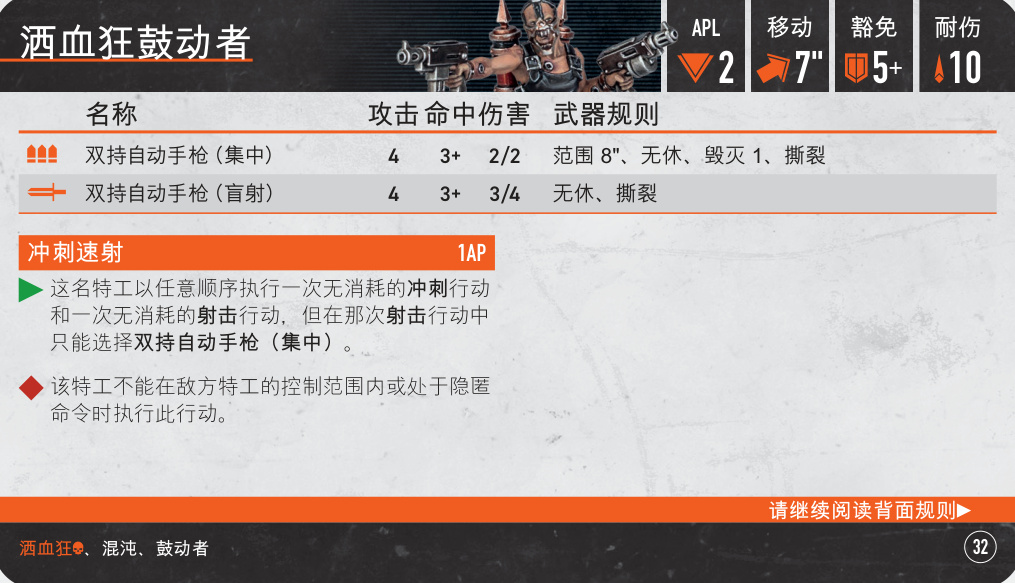 洒血狂鼓动者
APL
2
移动
7"
豁免
5+
耐伤
10
名称 攻击 命中 伤害 武器规则
双持自动手枪（集中） 4 3+ 2/2 范围 8"、无休、毁灭 1、撕裂
双持自动手枪（盲射） 4 3+ 3/4 无休、撕裂
冲刺速射 1AP
这名特工以任意顺序执行一次无消耗的冲刺行动
和一次无消耗的射击行动，但在那次射击行动中
只能选择双持自动手枪（集中）。
该特工不能在敌方特工的控制范围内或处于隐匿
命令时执行此行动。
请继续阅读背面规则▶
洒血狂、混沌、鼓动者
32